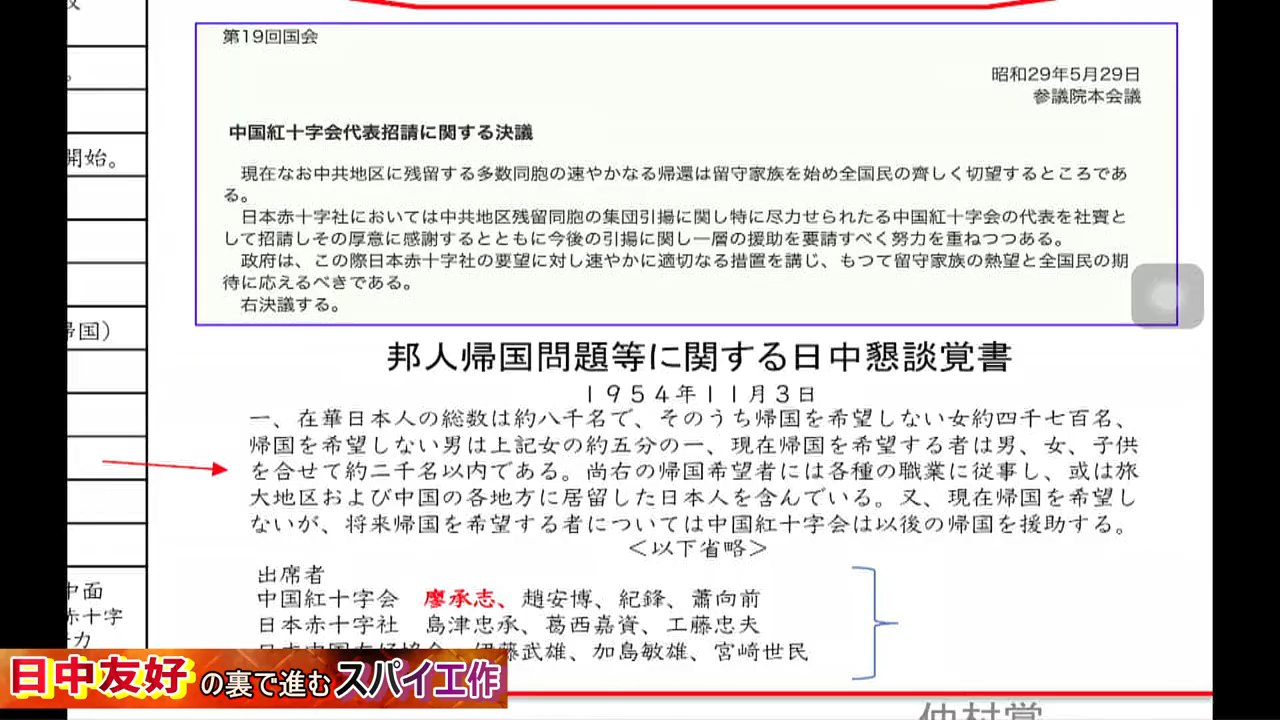 第19回国会
昭和29年5月29日
参議院本会議
中国紅十字会代表招請に関する決議
現在なお中共地区に残留する多数同胞の速やかなる帰還は留守家族を始め全国民の齊しく切望するところであ
る。
日本赤十字社においては中共地区残留同胞の集団引揚に関し特に尽力せられたる中国紅十字会の代表を社賓と
して招請しその厚意に感謝するとともに今後の引揚に関し一層の援助を要請すべく努力を重ねつつある。
政府は、この際日本赤十字社の要望に対し速やかに適切なる措置を講じ、もつて留守家族の熱望と全国民の期
待に応えるべきである。
右決議する。
開始。
帰国）
邦人帰国問題等に関する日中懇談覚書
１９５４年１１月３日
一、在華日本人の総数は約八千名で、そのうち帰国を希望しない女約四千七百名、
帰国を希望しない男は上記女の約五分の一、現在帰国を希望する者は男、女、子供
を合せて約二千名以内である。尚右の帰国希望者には各種の職業に従事し、或は旅
大地区および中国の各地方に居留した日本人を含んでいる。又、現在帰国を希望し
ないが、将来帰国を希望する者については中国紅十字会は以後の帰国を援助する。
＜以下省略＞
出席者
中国紅十字会　廖承志、趙安博、紀鋒、蕭向前
日本赤十字社　島津忠承、葛西嘉資、工藤忠夫
伊藤武雄、加島敏雄、宮崎世民
中面
赤十字
力
日中友好の裏で進むスパイ工作